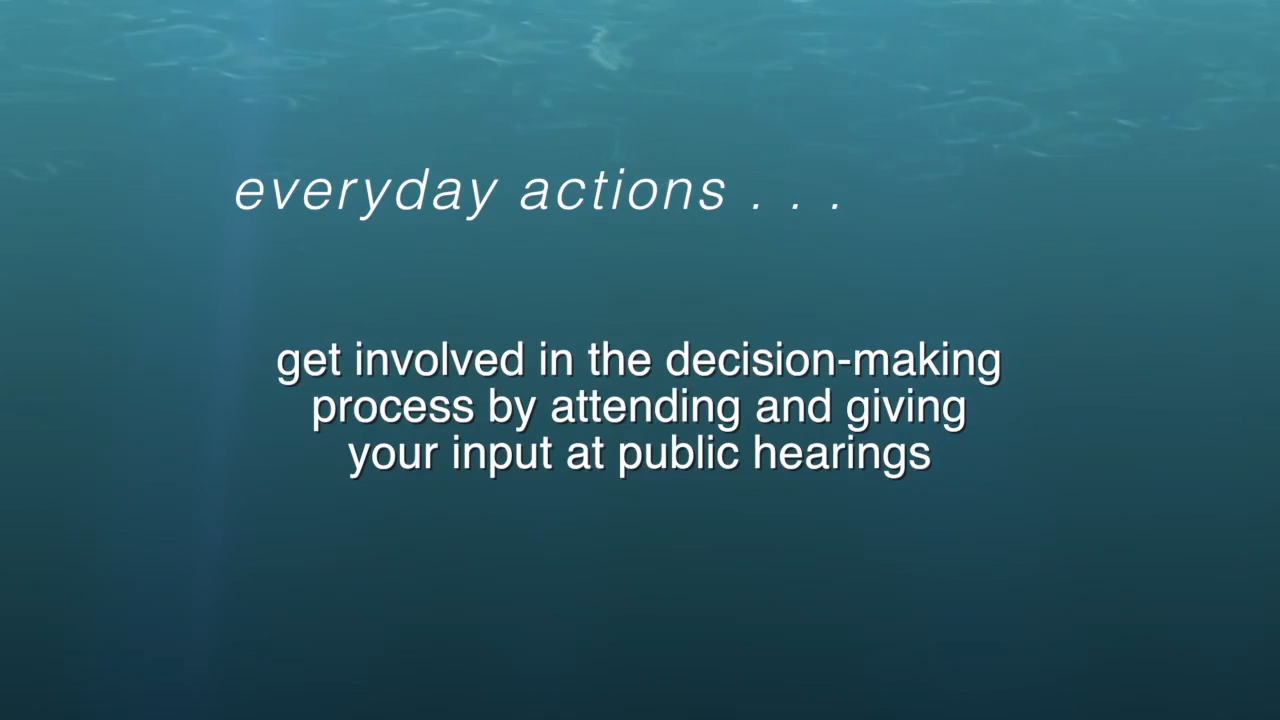 everyday actions . . .
get involved in the decision-making
process by attending and giving
your input at public hearings